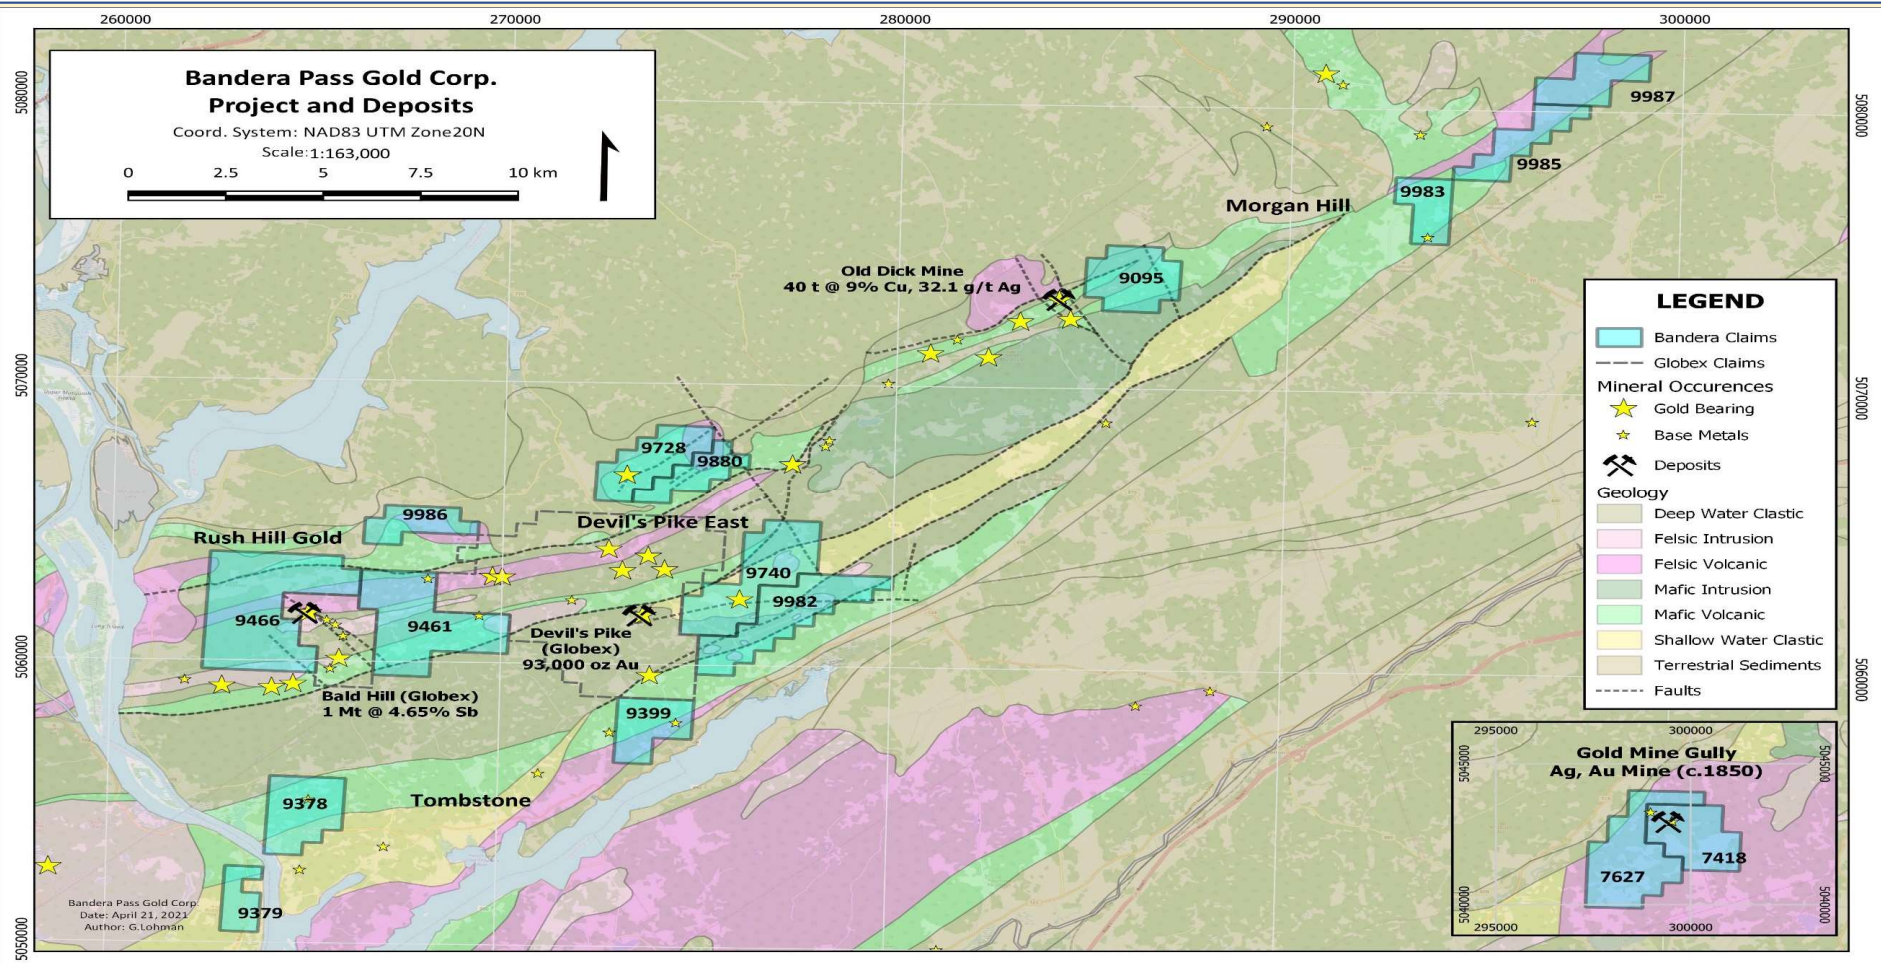 260000
270000
280000
290000
300000
5080000
5070000
5060000
5050000
5080000
5070000
5060000
Bandera Pass Gold Corp.
Project and Deposits
Coord. System: NAD83 UTM Zone20N
Scale:1:163,000
0 2.5 5 7.5 10 km
9987
9985
9983
Morgan Hill
9095
Old Dick Mine
40 t @ 9% Cu, 32.1 g/t Ag
9728
9880
9986
Devil's Pike East
Rush Hill Gold
9740
9982
9466
9461
Devil's Pike
(Globex)
93,000 oz Au
Bald Hill (Globex)
1 Mt @ 4.65% Sb
9399
9378
Tombstone
9379
Bandera Pass Gold Corp.
Date: April 21, 2021
Author: G.Lohman
LEGEND
Bandera Claims
Globex Claims
Mineral Occurences
Gold Bearing
Base Metals
Deposits
Geology
Deep Water Clastic
Felsic Intrusion
Felsic Volcanic
Mafic Intrusion
Mafic Volcanic
Shallow Water Clastic
Terrestrial Sediments
Faults
295000
300000
Gold Mine Gully
Ag, Au Mine (c.1850)
5045000
5045000
7418
7627
5040000
5040000
295000
300000